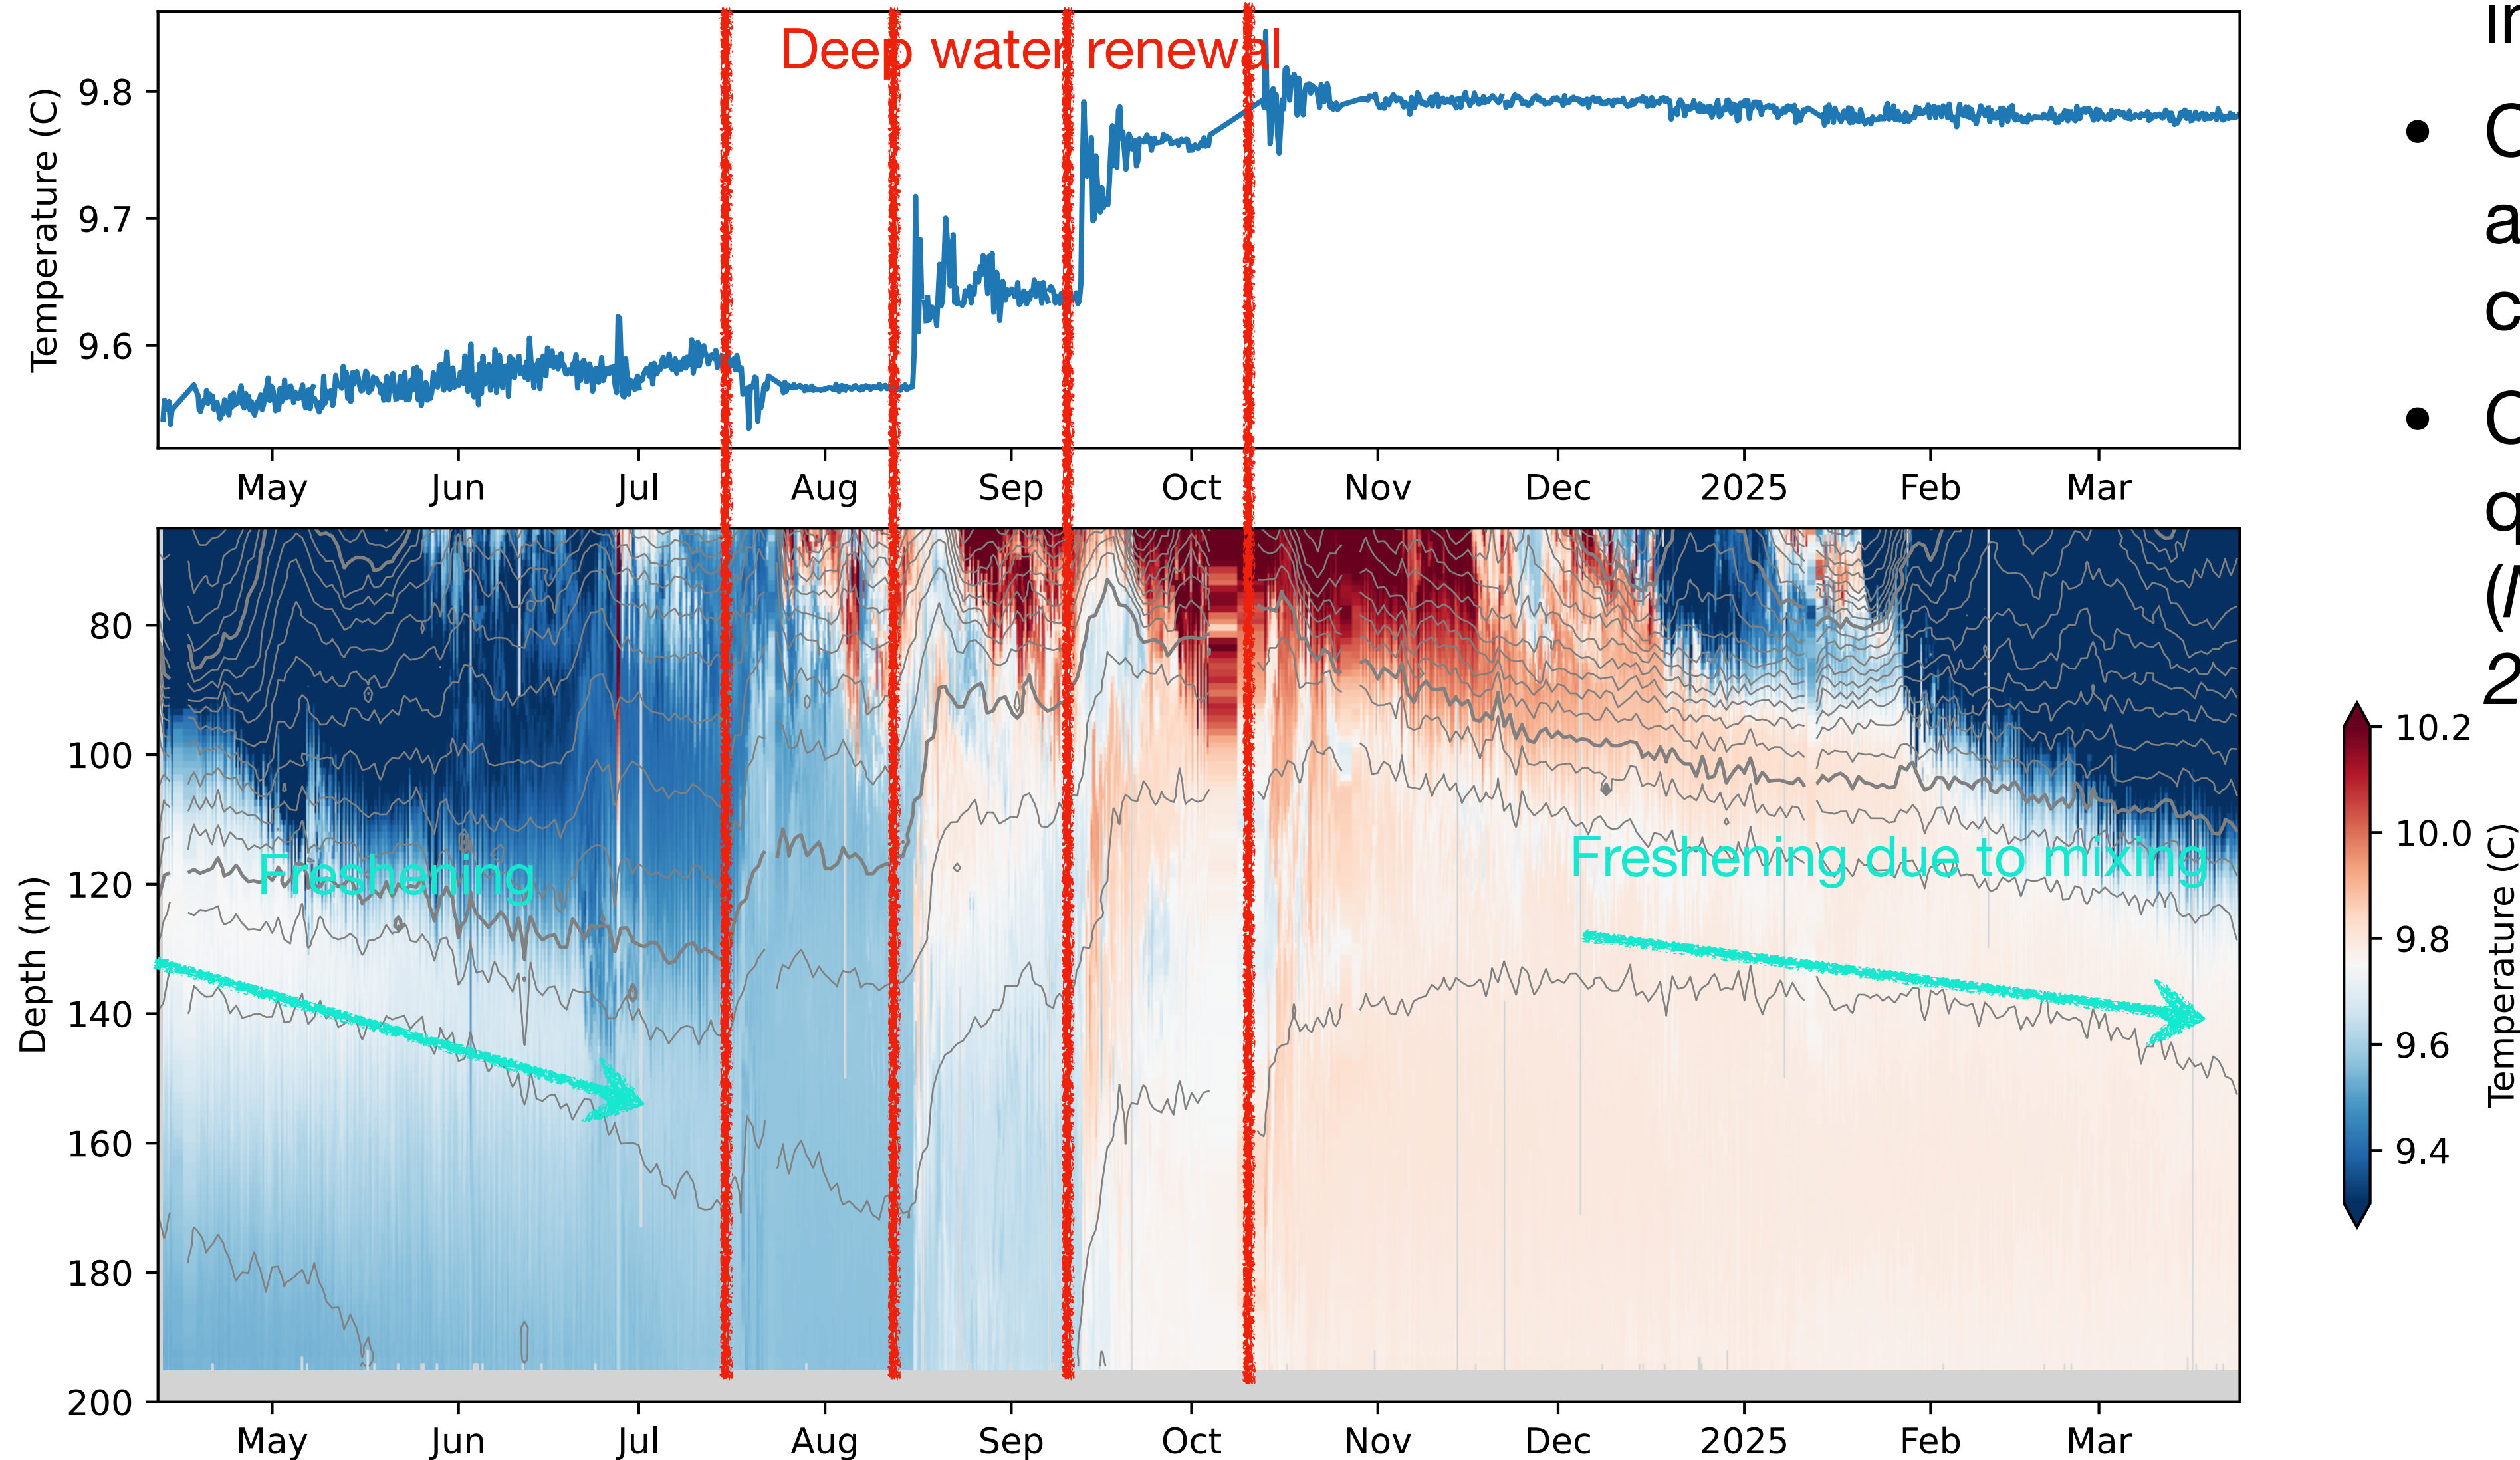 Deep water renewal
Temperature (C)
9.8
9.7
9.6
May Jun Jul Aug Sep Oct Nov Dec 2025 Feb Mar
Depth (m)
80
100
120
140
160
180
200
Freshening
Freshening due to mixing
May Jun Jul Aug Sep Oct Nov Dec 2025 Feb Mar
10.2
10.0
9.8
9.6
9.4
Temperature (C)
•
a
c
•
q
2